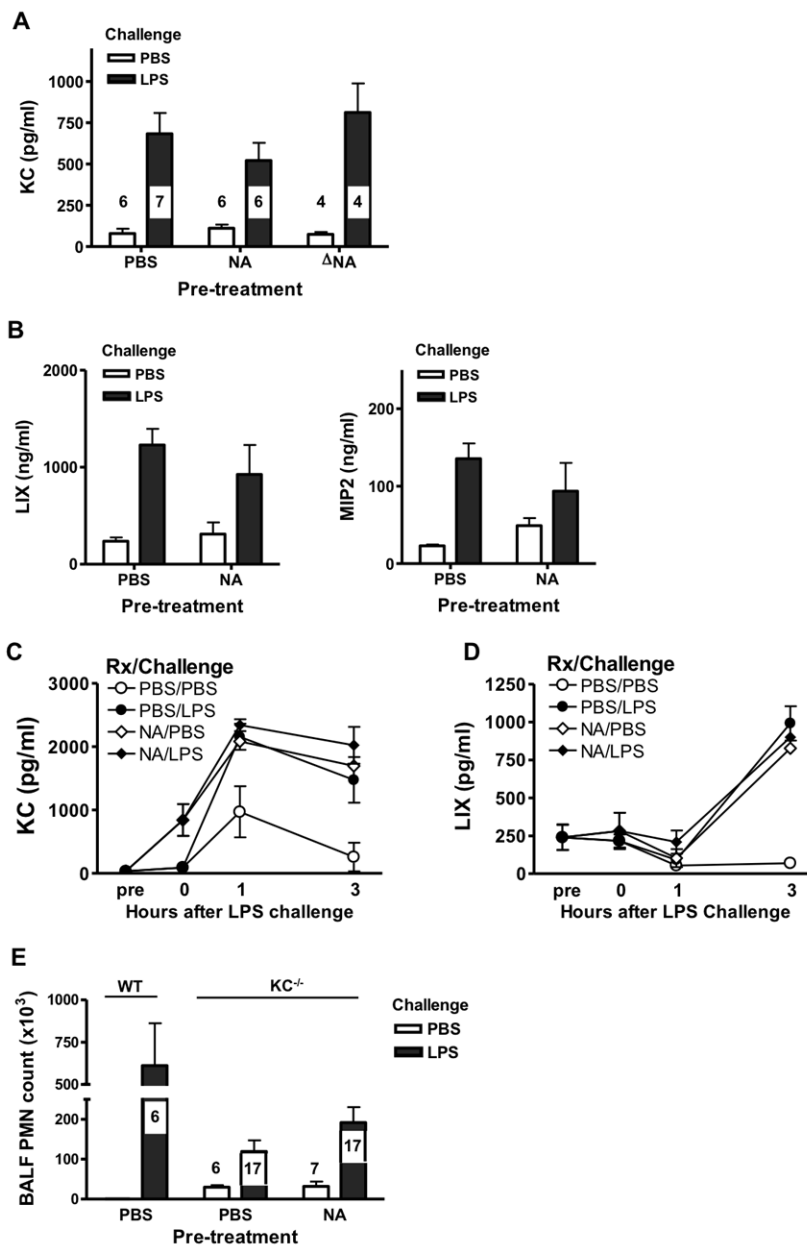 A
Challenge
PBS
LPS
KC (pg/ml)
1000
750
500
250
0
6 7 6 6 4 4
PBS NA ΔNA
Pre-treatment
B
Challenge
PBS
LPS
LIX (ng/ml)
2000
1000
0
PBS NA
Pre-treatment
Challenge
PBS
LPS
MIP2 (ng/ml)
200
100
0
PBS NA
Pre-treatment
C
Rx/Challenge
PBS/PBS
PBS/LPS
NA/PBS
NA/LPS
KC (pg/ml)
3000
2000
1000
0
pre 0 1 3
Hours after LPS challenge
D
Rx/Challenge
PBS/PBS
PBS/LPS
NA/PBS
NA/LPS
LIX (pg/ml)
1250
1000
750
500
250
0
pre 0 1 3
Hours after LPS Challenge
E
WT KC-/-
Challenge
PBS
LPS
BALF PMN count (x10³)
1000
750
500
200
100
0
6 6 17 7 17
PBS PBS NA
Pre-treatment